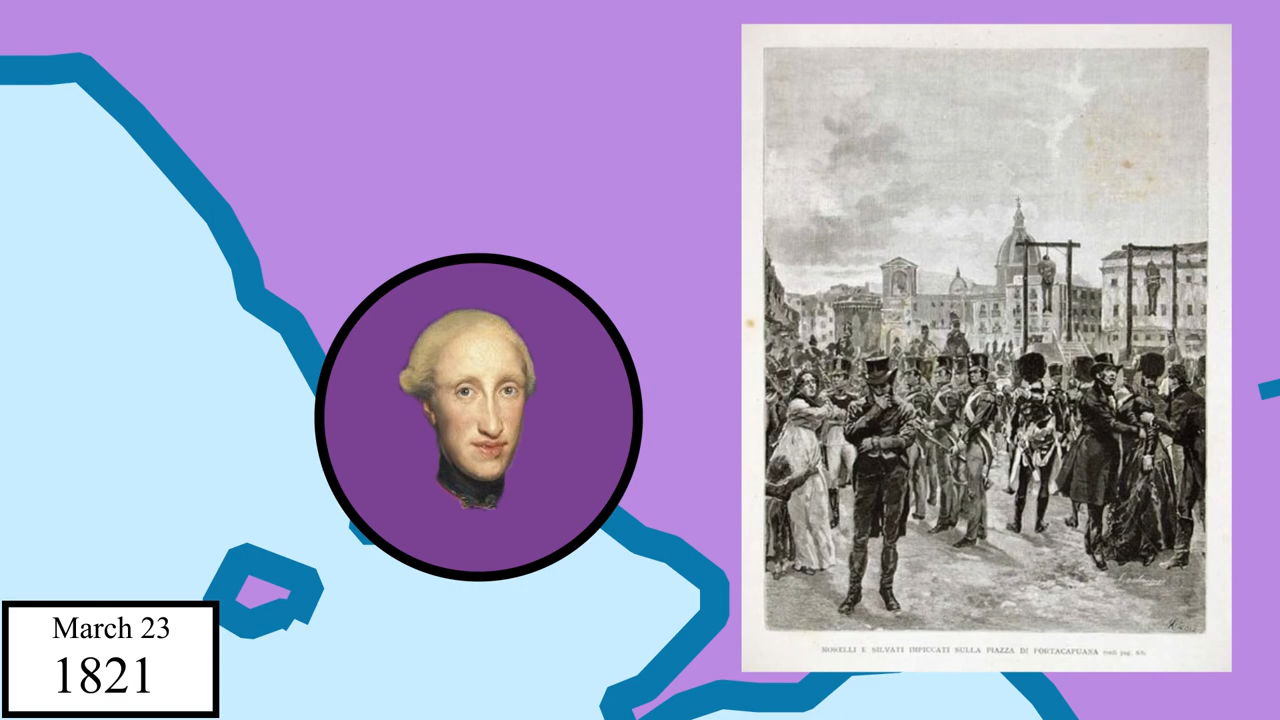 MORELLI E SILVATI IMPICCATI SULLA PIAZZA DI PORTACAPUANA
March 23
1821